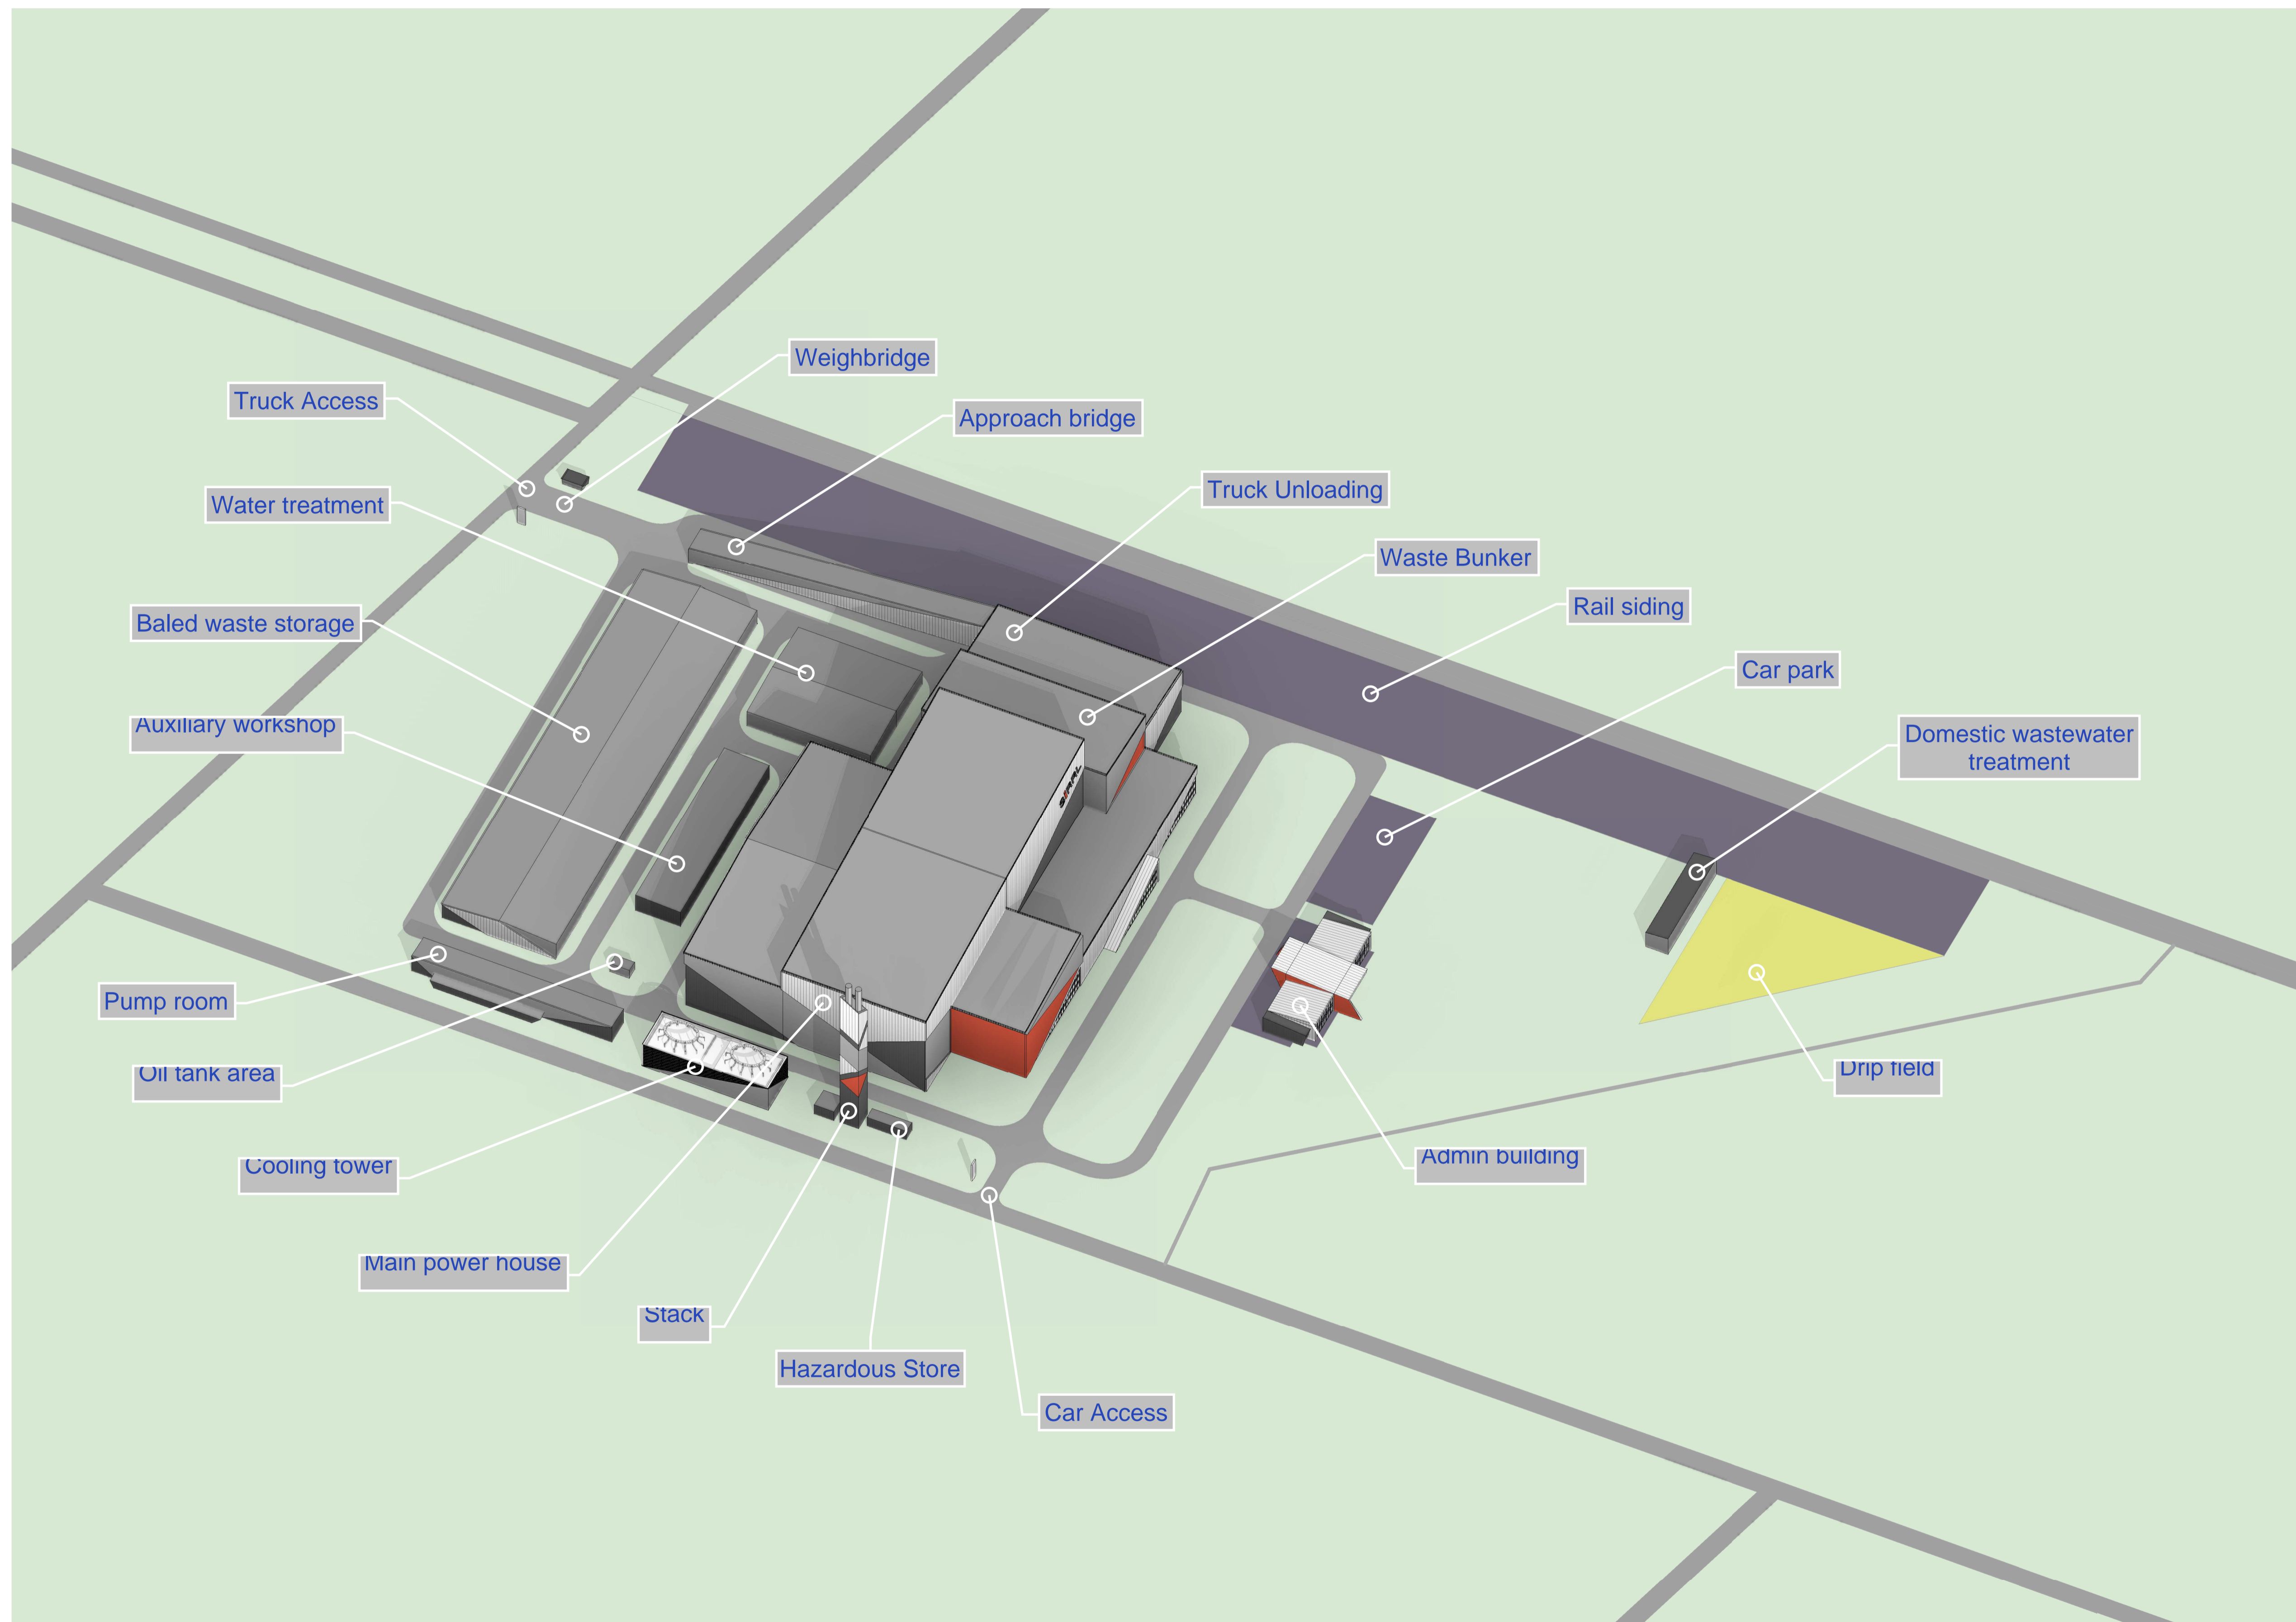 Weighbridge
Truck Access
Approach bridge
Water treatment
Truck Unloading
Waste Bunker
Rail siding
Baled waste storage
Car park
Auxiliary workshop
Domestic wastewater
treatment
Pump room
Oil tank area
Drip field
Cooling tower
Admin building
Main power house
Stack
Hazardous Store
Car Access